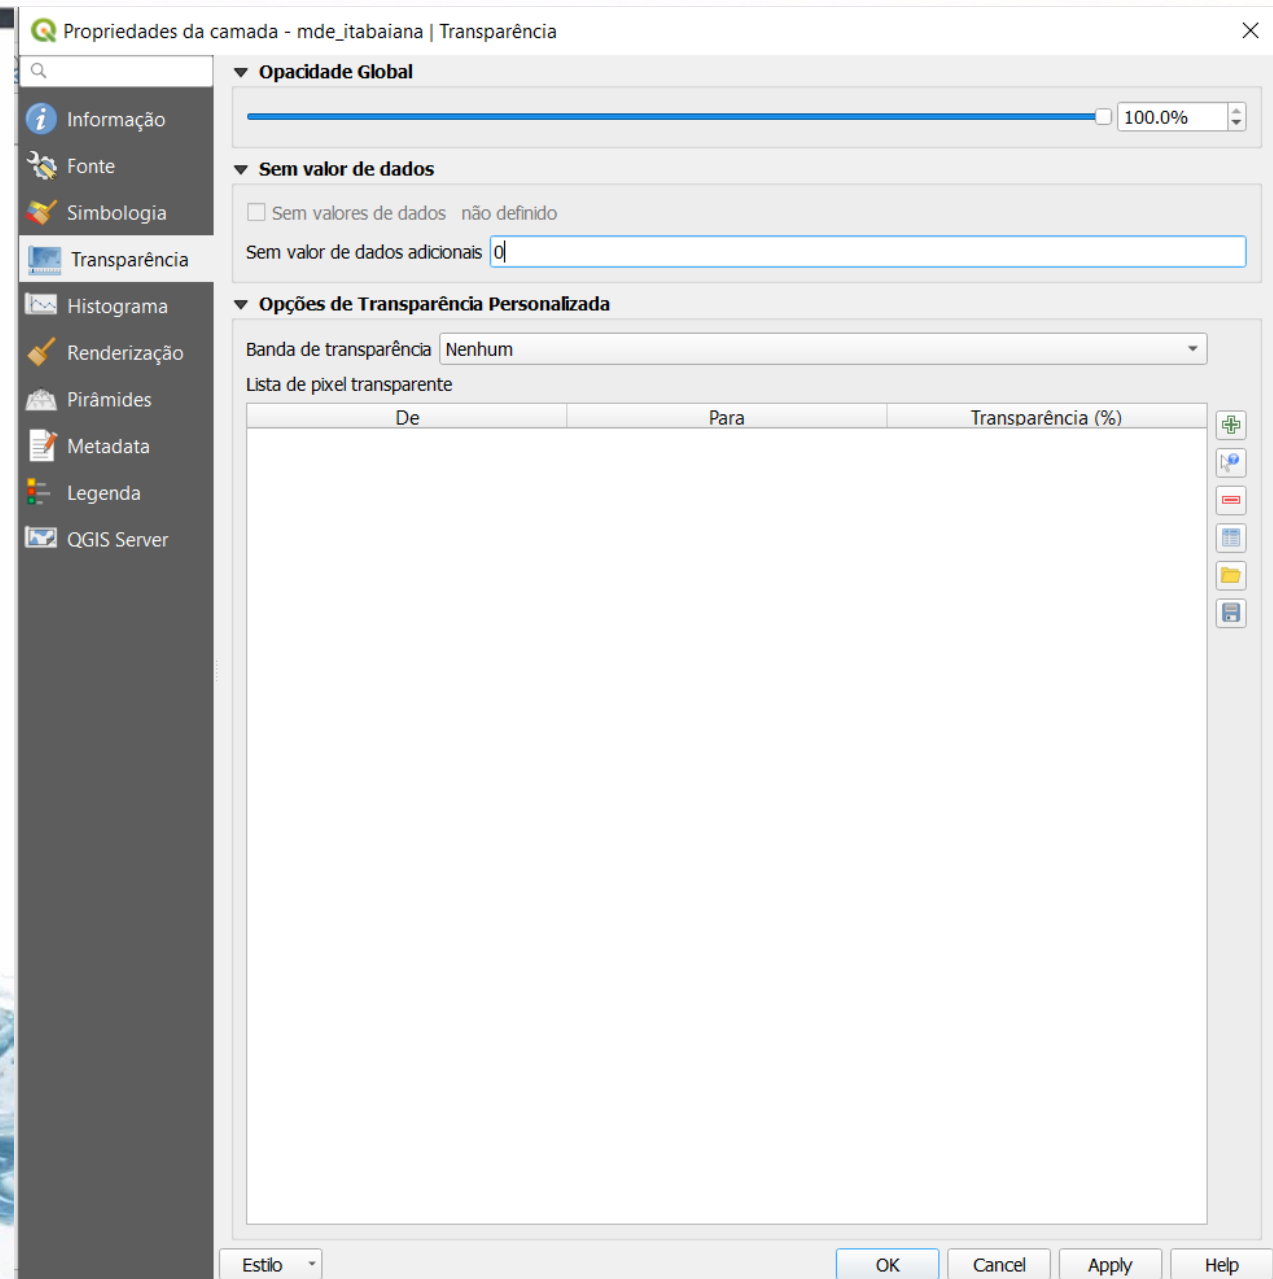 Propriedades da camada - mde_itabaiana | Transparência
Informação
Fonte
Simbologia
Transparência
Histograma
Renderização
Pirâmides
Metadata
Legenda
QGIS Server
Opacidade Global
100.0%
Sem valor de dados
Sem valores de dados não definido
Sem valor de dados adicionais 0
Opções de Transparência Personalizada
Banda de transparência Nenhum
Lista de pixel transparente
De Para Transparência (%)
Estilo OK Cancel Apply Help